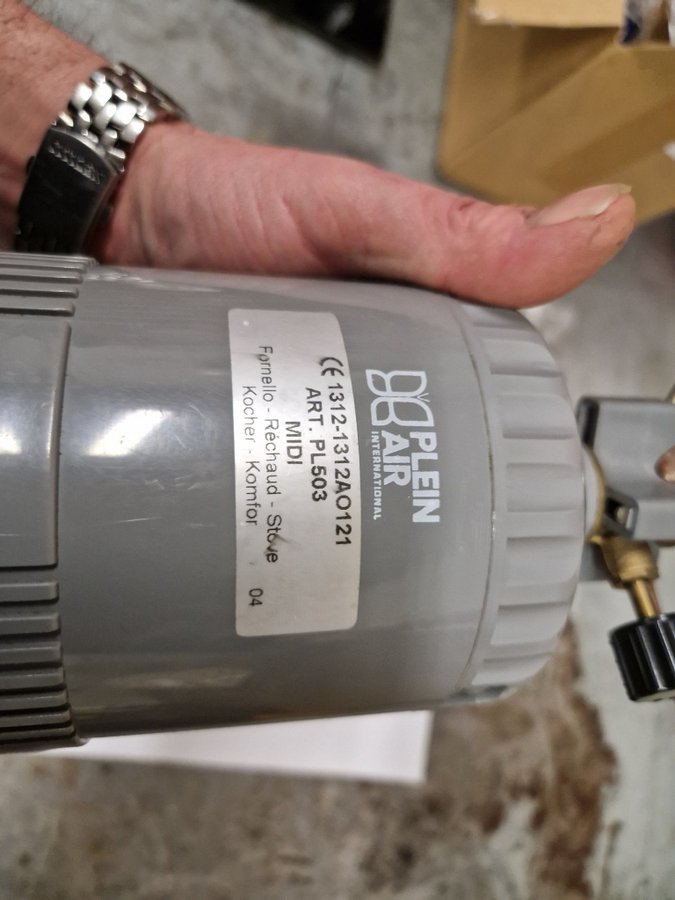 PLEIN
AIR
INTERNATIONAL
CE 1312-1312AO121
ART. PL503
MIDI
Fornello - Réchaud - Stove
Kocher - Komfor 04